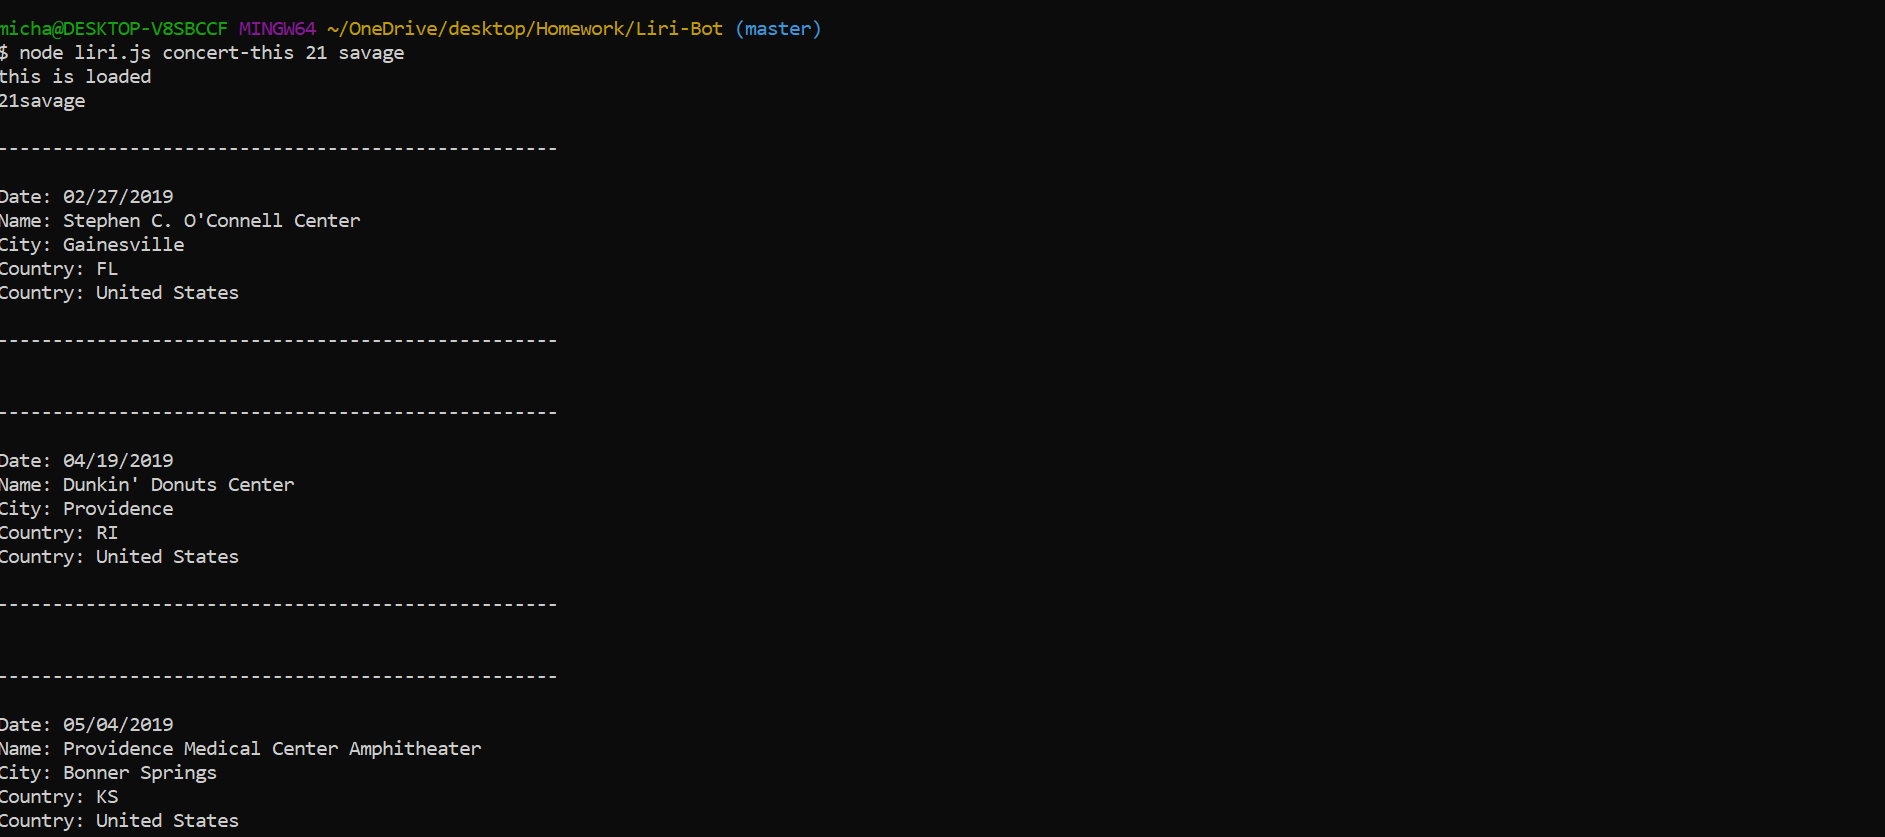 micha@DESKTOP-V8SBCCF MINGW64 ~/OneDrive/desktop/Homework/Liri-Bot (master)
$ node liri.js concert-this 21 savage
this is loaded
21savage
---------------------------------------------------
Date: 02/27/2019
Name: Stephen C. O'Connell Center
City: Gainesville
Country: FL
Country: United States
---------------------------------------------------
---------------------------------------------------
Date: 04/19/2019
Name: Dunkin' Donuts Center
City: Providence
Country: RI
Country: United States
---------------------------------------------------
---------------------------------------------------
Date: 05/04/2019
Name: Providence Medical Center Amphitheater
City: Bonner Springs
Country: KS
Country: United States